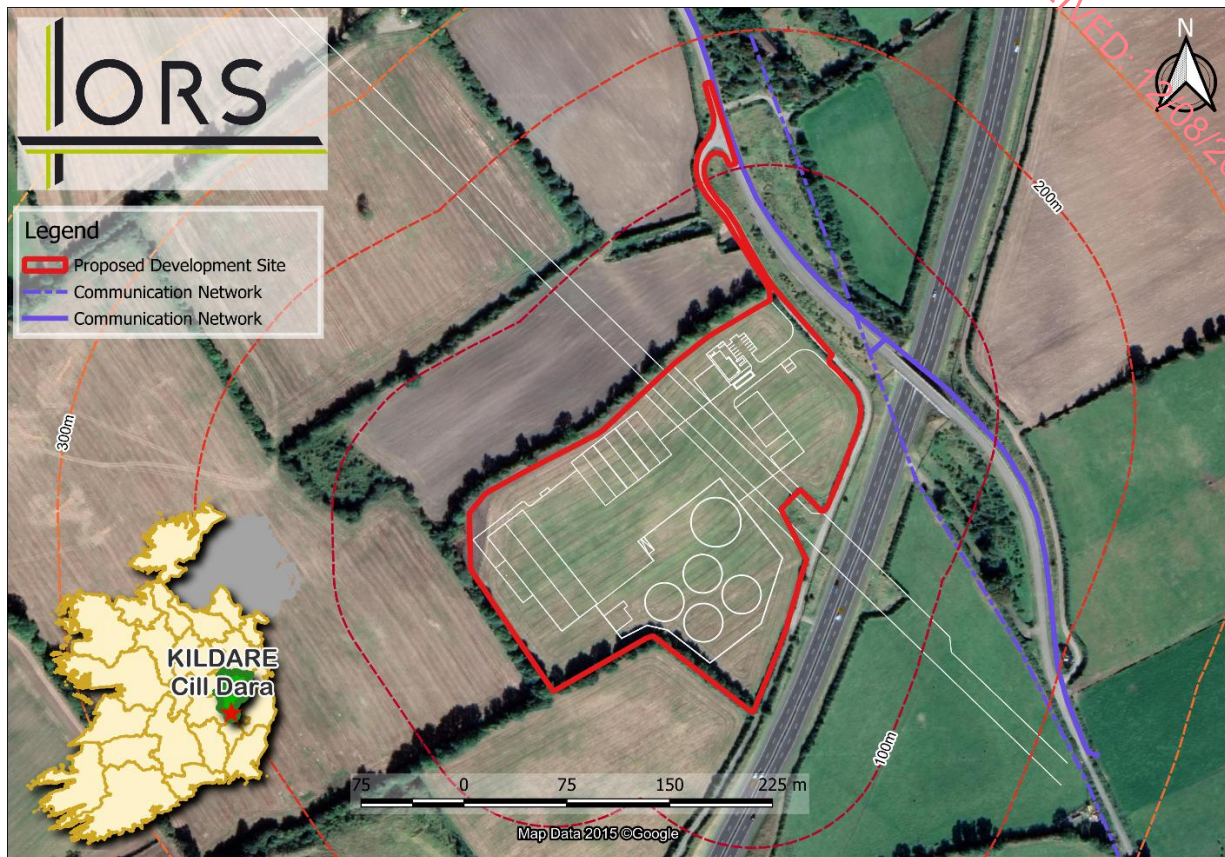 ORS
Legend
Proposed Development Site
Communication Network
Communication Network
N
200m
300m
100m
KILDARE
Cill Dara
75 0 75 150 225 m
Map Data 2015 ©Google